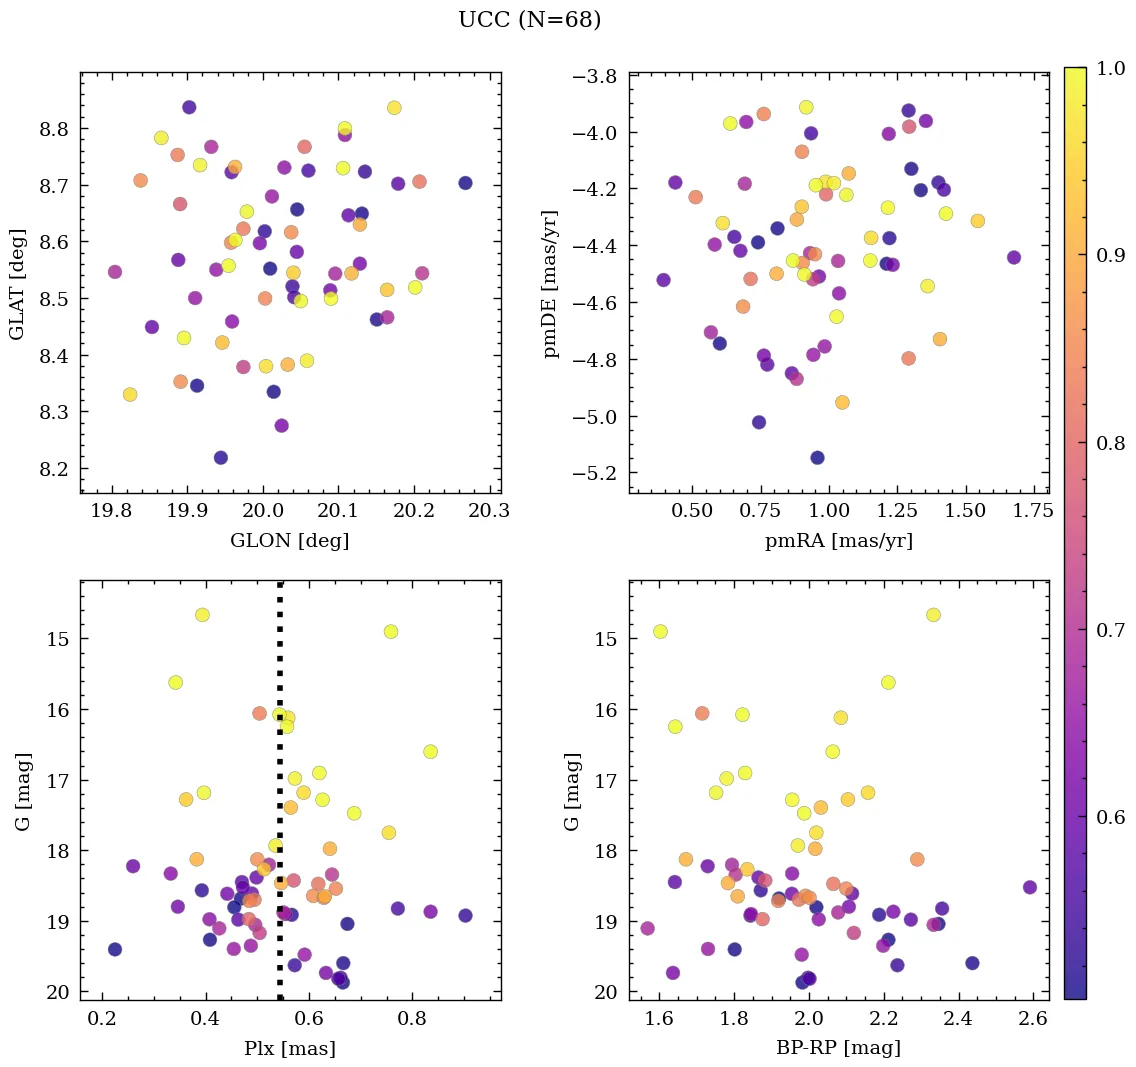 UCC (N=68)
8.8
8.7
8.6
8.5
8.4
8.3
8.2
GLAT [deg]
19.8 19.9 20.0 20.1 20.2 20.3
GLON [deg]
−3.8
−4.0
−4.2
−4.4
−4.6
−4.8
−5.0
−5.2
pmDE [mas/yr]
0.50 0.75 1.00 1.25 1.50 1.75
pmRA [mas/yr]
15
16
17
18
19
20
G [mag]
0.2 0.4 0.6 0.8
Plx [mas]
15
16
17
18
19
20
G [mag]
1.6 1.8 2.0 2.2 2.4 2.6
BP-RP [mag]
1.0
0.9
0.8
0.7
0.6